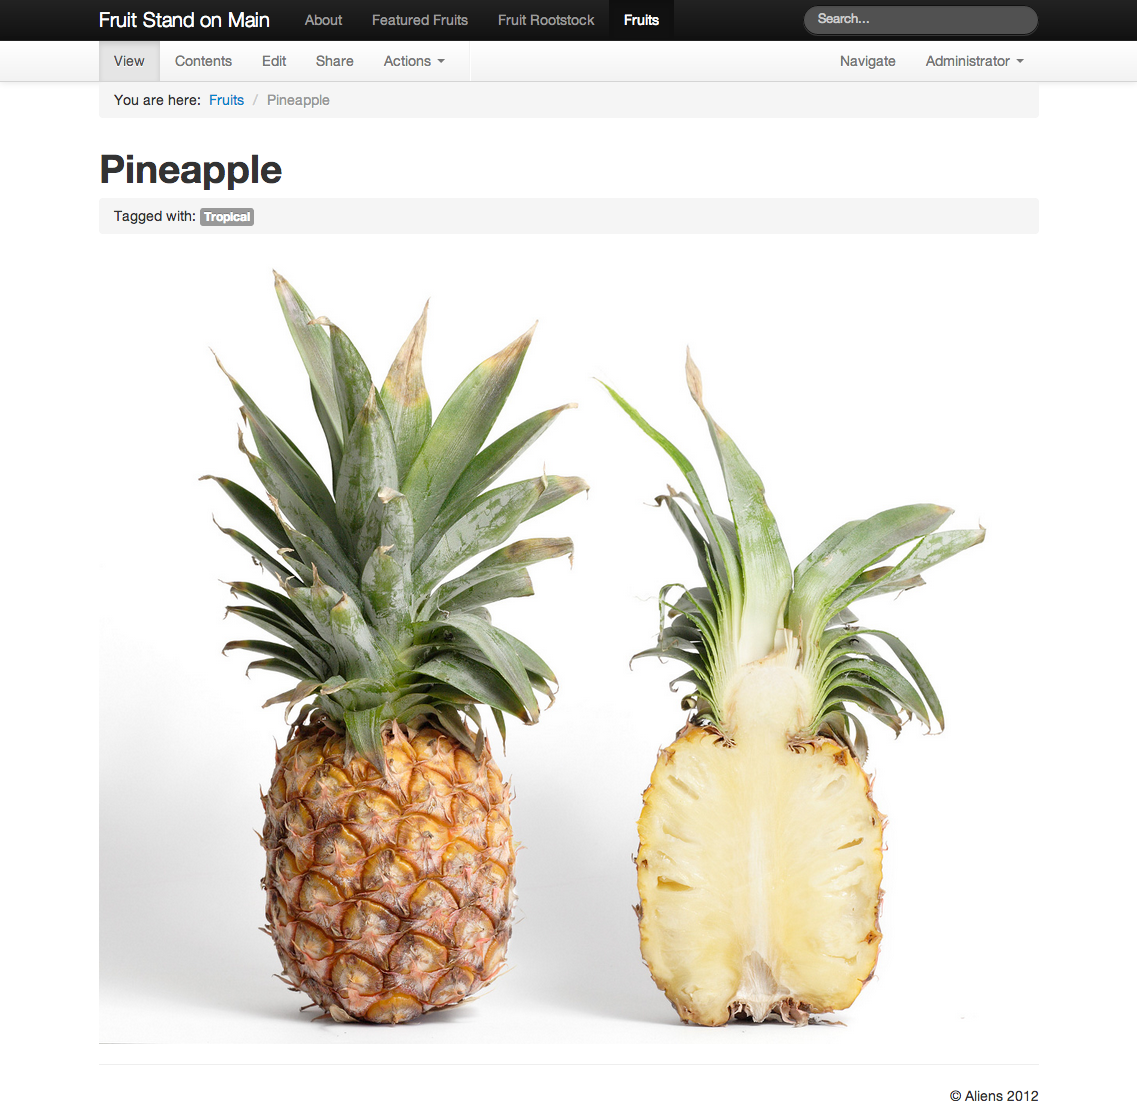 Fruit Stand on Main About Featured Fruits Fruit Rootstock Fruits Search...
View Contents Edit Share Actions Navigate Administrator
You are here: Fruits / Pineapple
Pineapple
Tagged with: Tropical
© Aliens 2012